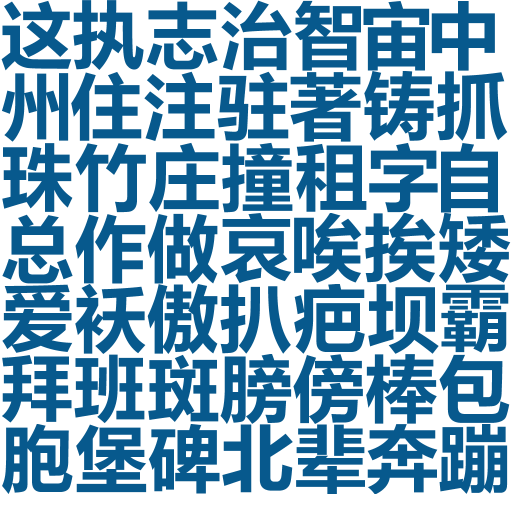 这执志治智宙中
州住注驻著铸抓
珠竹庄撞租字自
总作做哀唉挨矮
爱袄傲扒疤坝霸
拜班斑膀傍棒包
胞堡碑北辈奔蹦